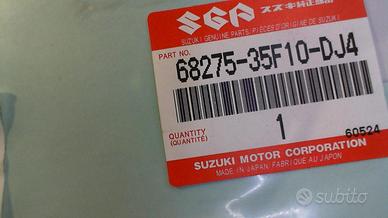 SGP スズキ純正部品
SUZUKI GENUINE PARTS / PIÈCES D'ORIGINE DE SUZUKI
PART NO.
68275-35F10-DJ4
QUANTITY
(QUANTITÉ)
1
60524
SUZUKI MOTOR CORPORATION
MADE IN JAPAN, FABRIQUÉ AU JAPON
subito